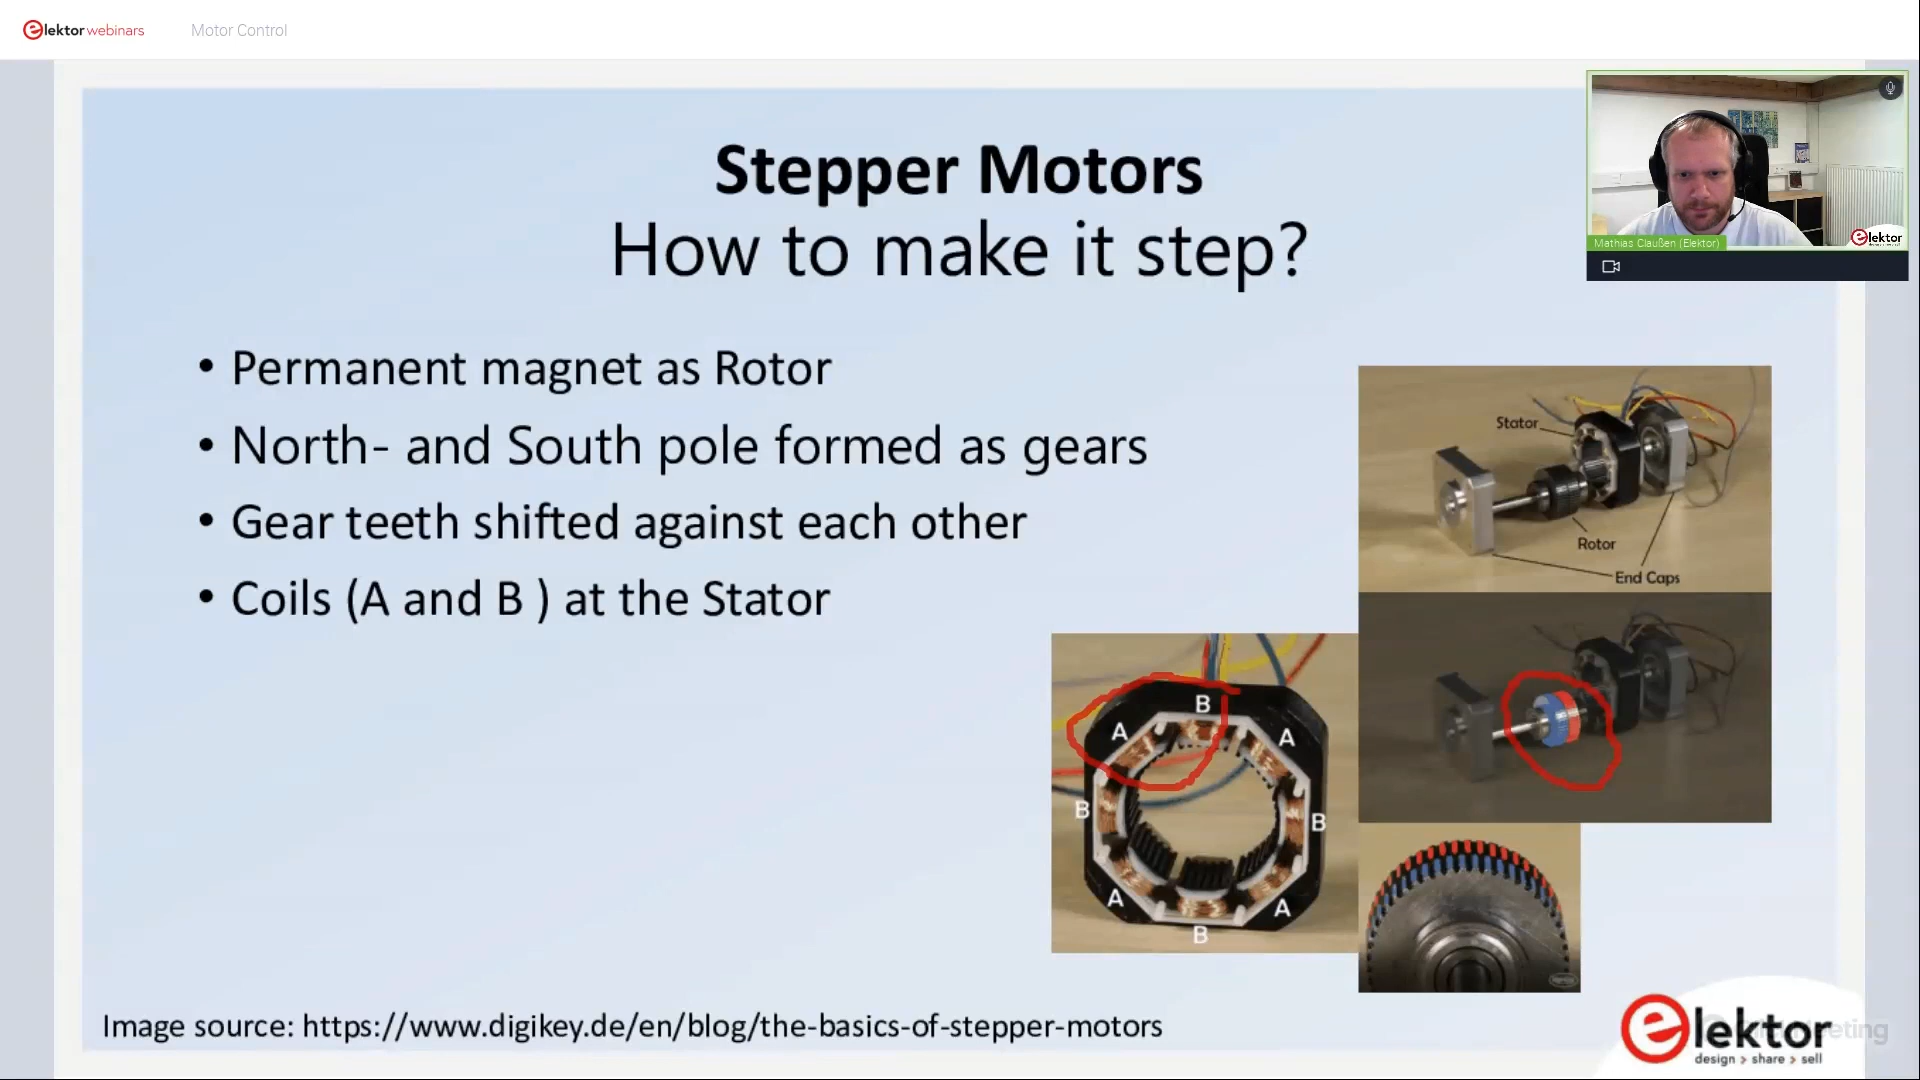 elektor webinars
Motor Control
Stepper Motors
How to make it step?
Mathias Claußen (Elektor)
elektor
• Permanent magnet as Rotor
• North- and South pole formed as gears
• Gear teeth shifted against each other
• Coils (A and B ) at the Stator
Stator
Rotor
End Caps
B
A
A
B
B
A
A
B
Image source: https://www.digikey.de/en/blog/the-basics-of-stepper-motors
elektor
design > share > sell